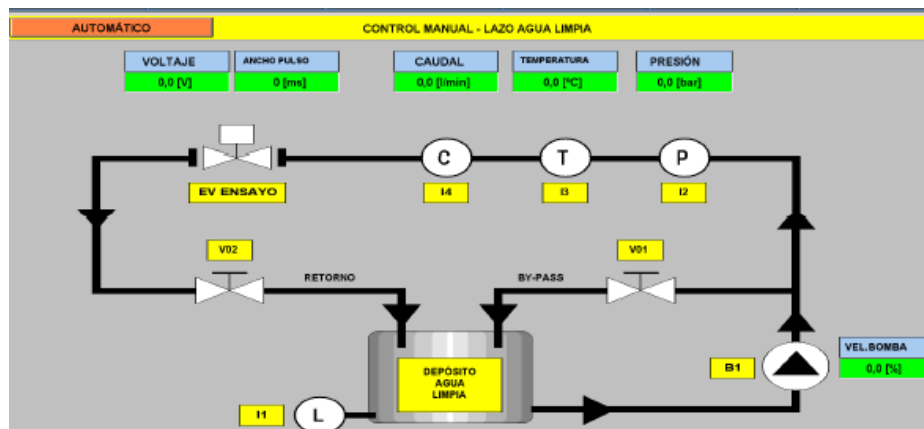 AUTOMÁTICO
CONTROL MANUAL - LAZO AGUA LIMPIA
VOLTAJE
ANCHO PULSO
CAUDAL
TEMPERATURA
PRESIÓN
0,0 [V]
0 [ms]
0,0 [l/min]
0,0 [ºC]
0,0 [bar]
C
T
P
EV ENSAYO
I4
I3
I2
V02
V01
RETORNO
BY-PASS
VEL.BOMBA
B1
0,0 [%]
DEPÓSITO
AGUA
LIMPIA
I1
L